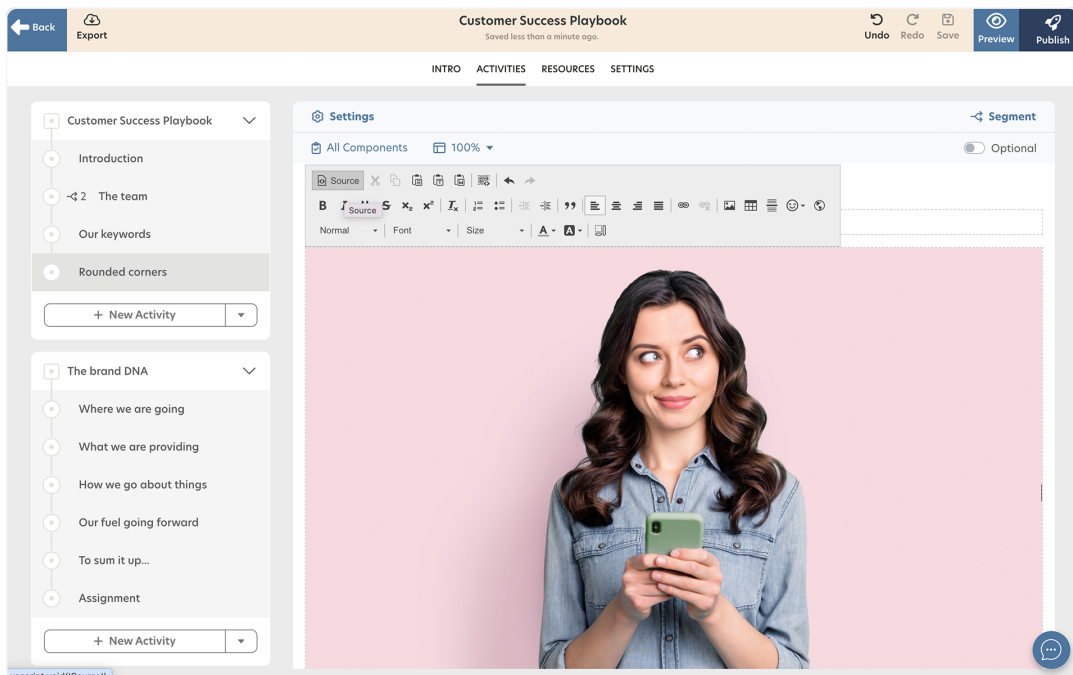 Back
Export
Customer Success Playbook
Saved less than a minute ago.
Undo
Redo
Save
Preview
Publish
INTRO
ACTIVITIES
RESOURCES
SETTINGS
Customer Success Playbook
Introduction
2 The team
Our keywords
Rounded corners
+ New Activity
The brand DNA
Where we are going
What we are providing
How we go about things
Our fuel going forward
To sum it up...
Assignment
+ New Activity
Settings
Segment
All Components
100%
Optional
Source
B S x₂ x² Tx
Source
Normal
Font
Size
A
A